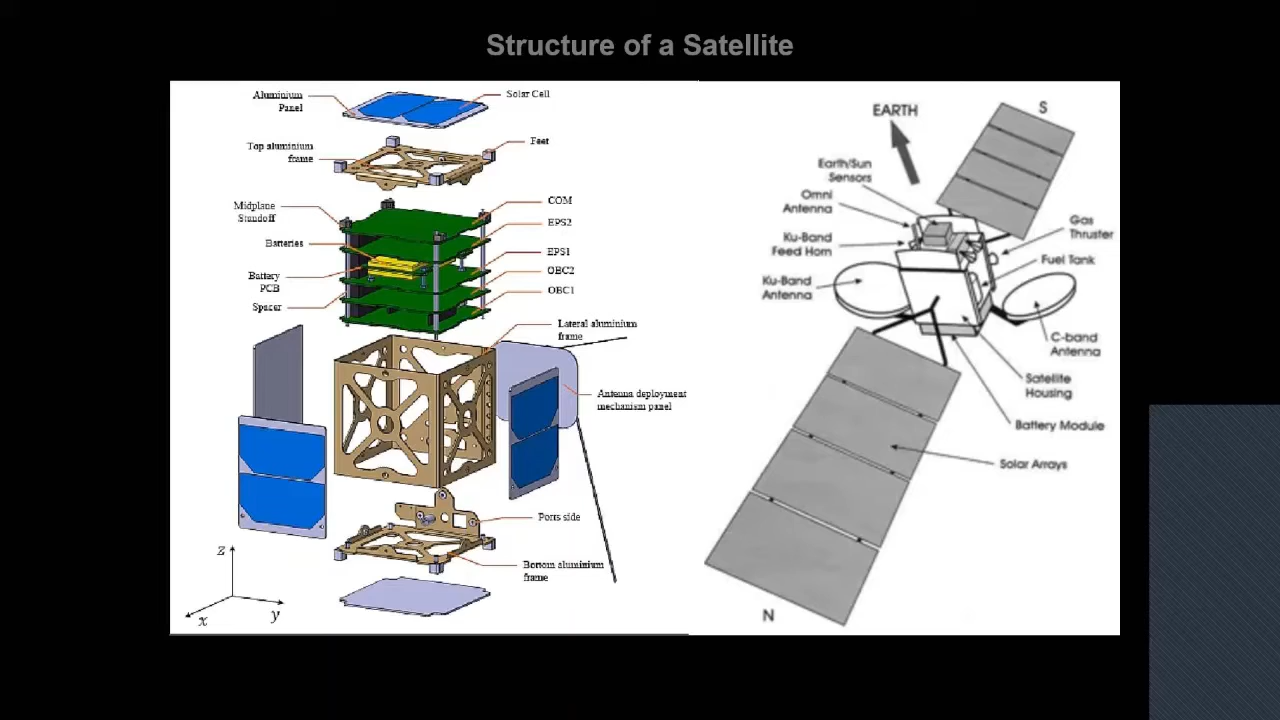 Structure of a Satellite
Aluminium
Panel
Solar Cell
Top aluminium
frame
Feet
Midplane
Standoff
COM
EPS2
Batteries
EPS1
Battery
PCB
OBC2
Spacer
OBC1
Lateral aluminium
frame
Antenna deployment
mechanism panel
Ports side
Bottom aluminium
frame
z
x
y
EARTH
S
Earth/Sun
Sensors
Omni
Antenna
Ku-Band
Feed Horn
Ku-Band
Antenna
Gas
Thruster
Fuel Tank
C-band
Antenna
Satellite
Housing
Battery Module
Solar Arrays
N